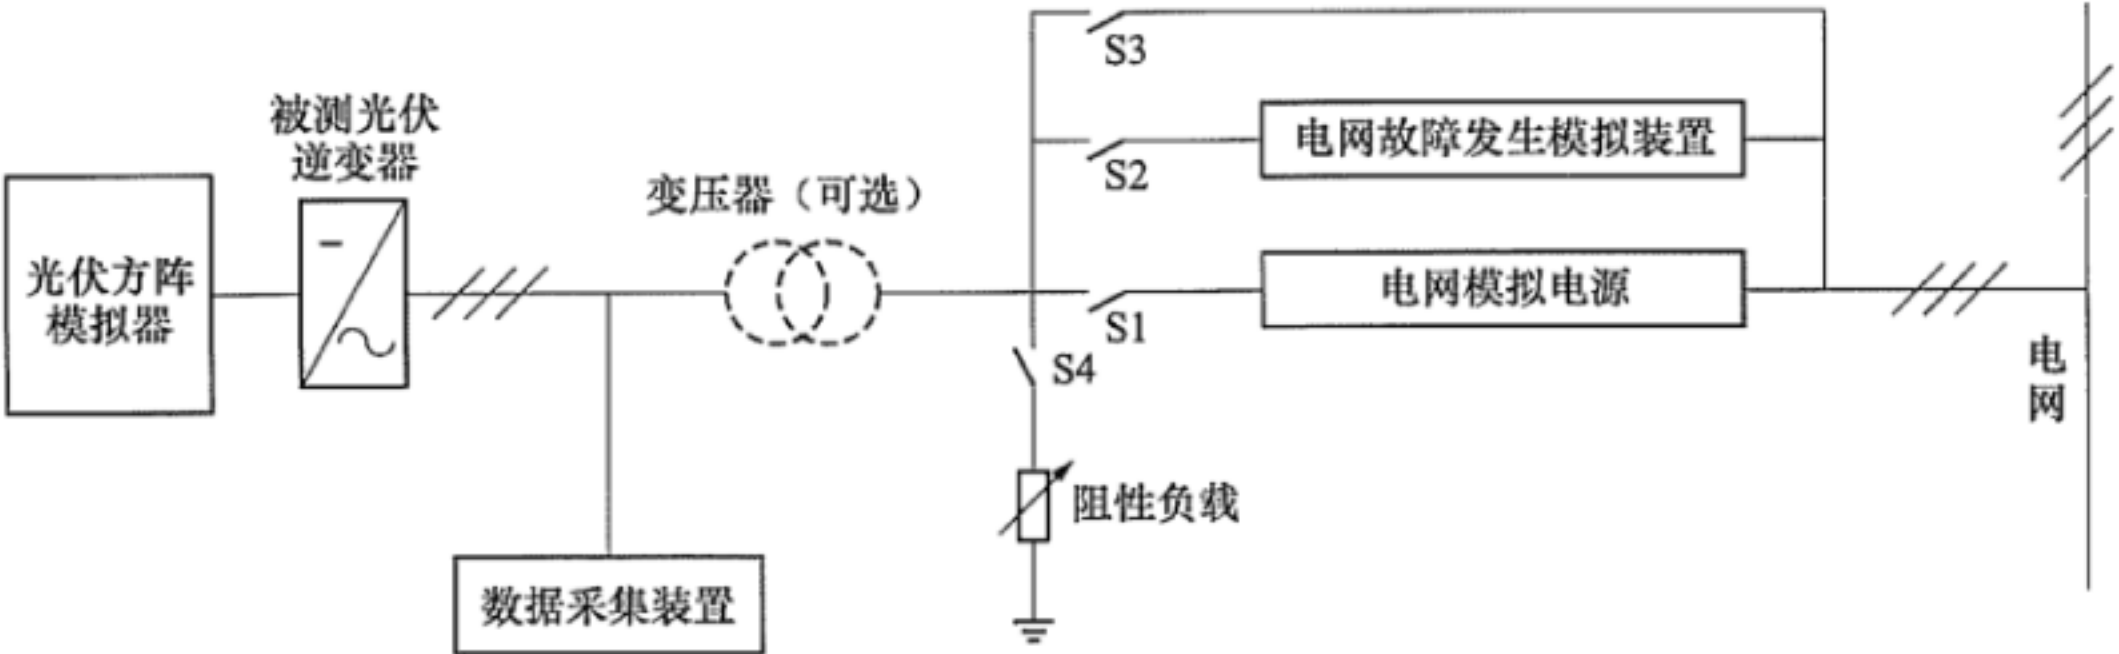 S3
被测光伏
逆变器
电网故障发生模拟装置
S2
变压器（可选）
光伏方阵
模拟器
电网模拟电源
S1
S4
电
网
阻性负载
数据采集装置